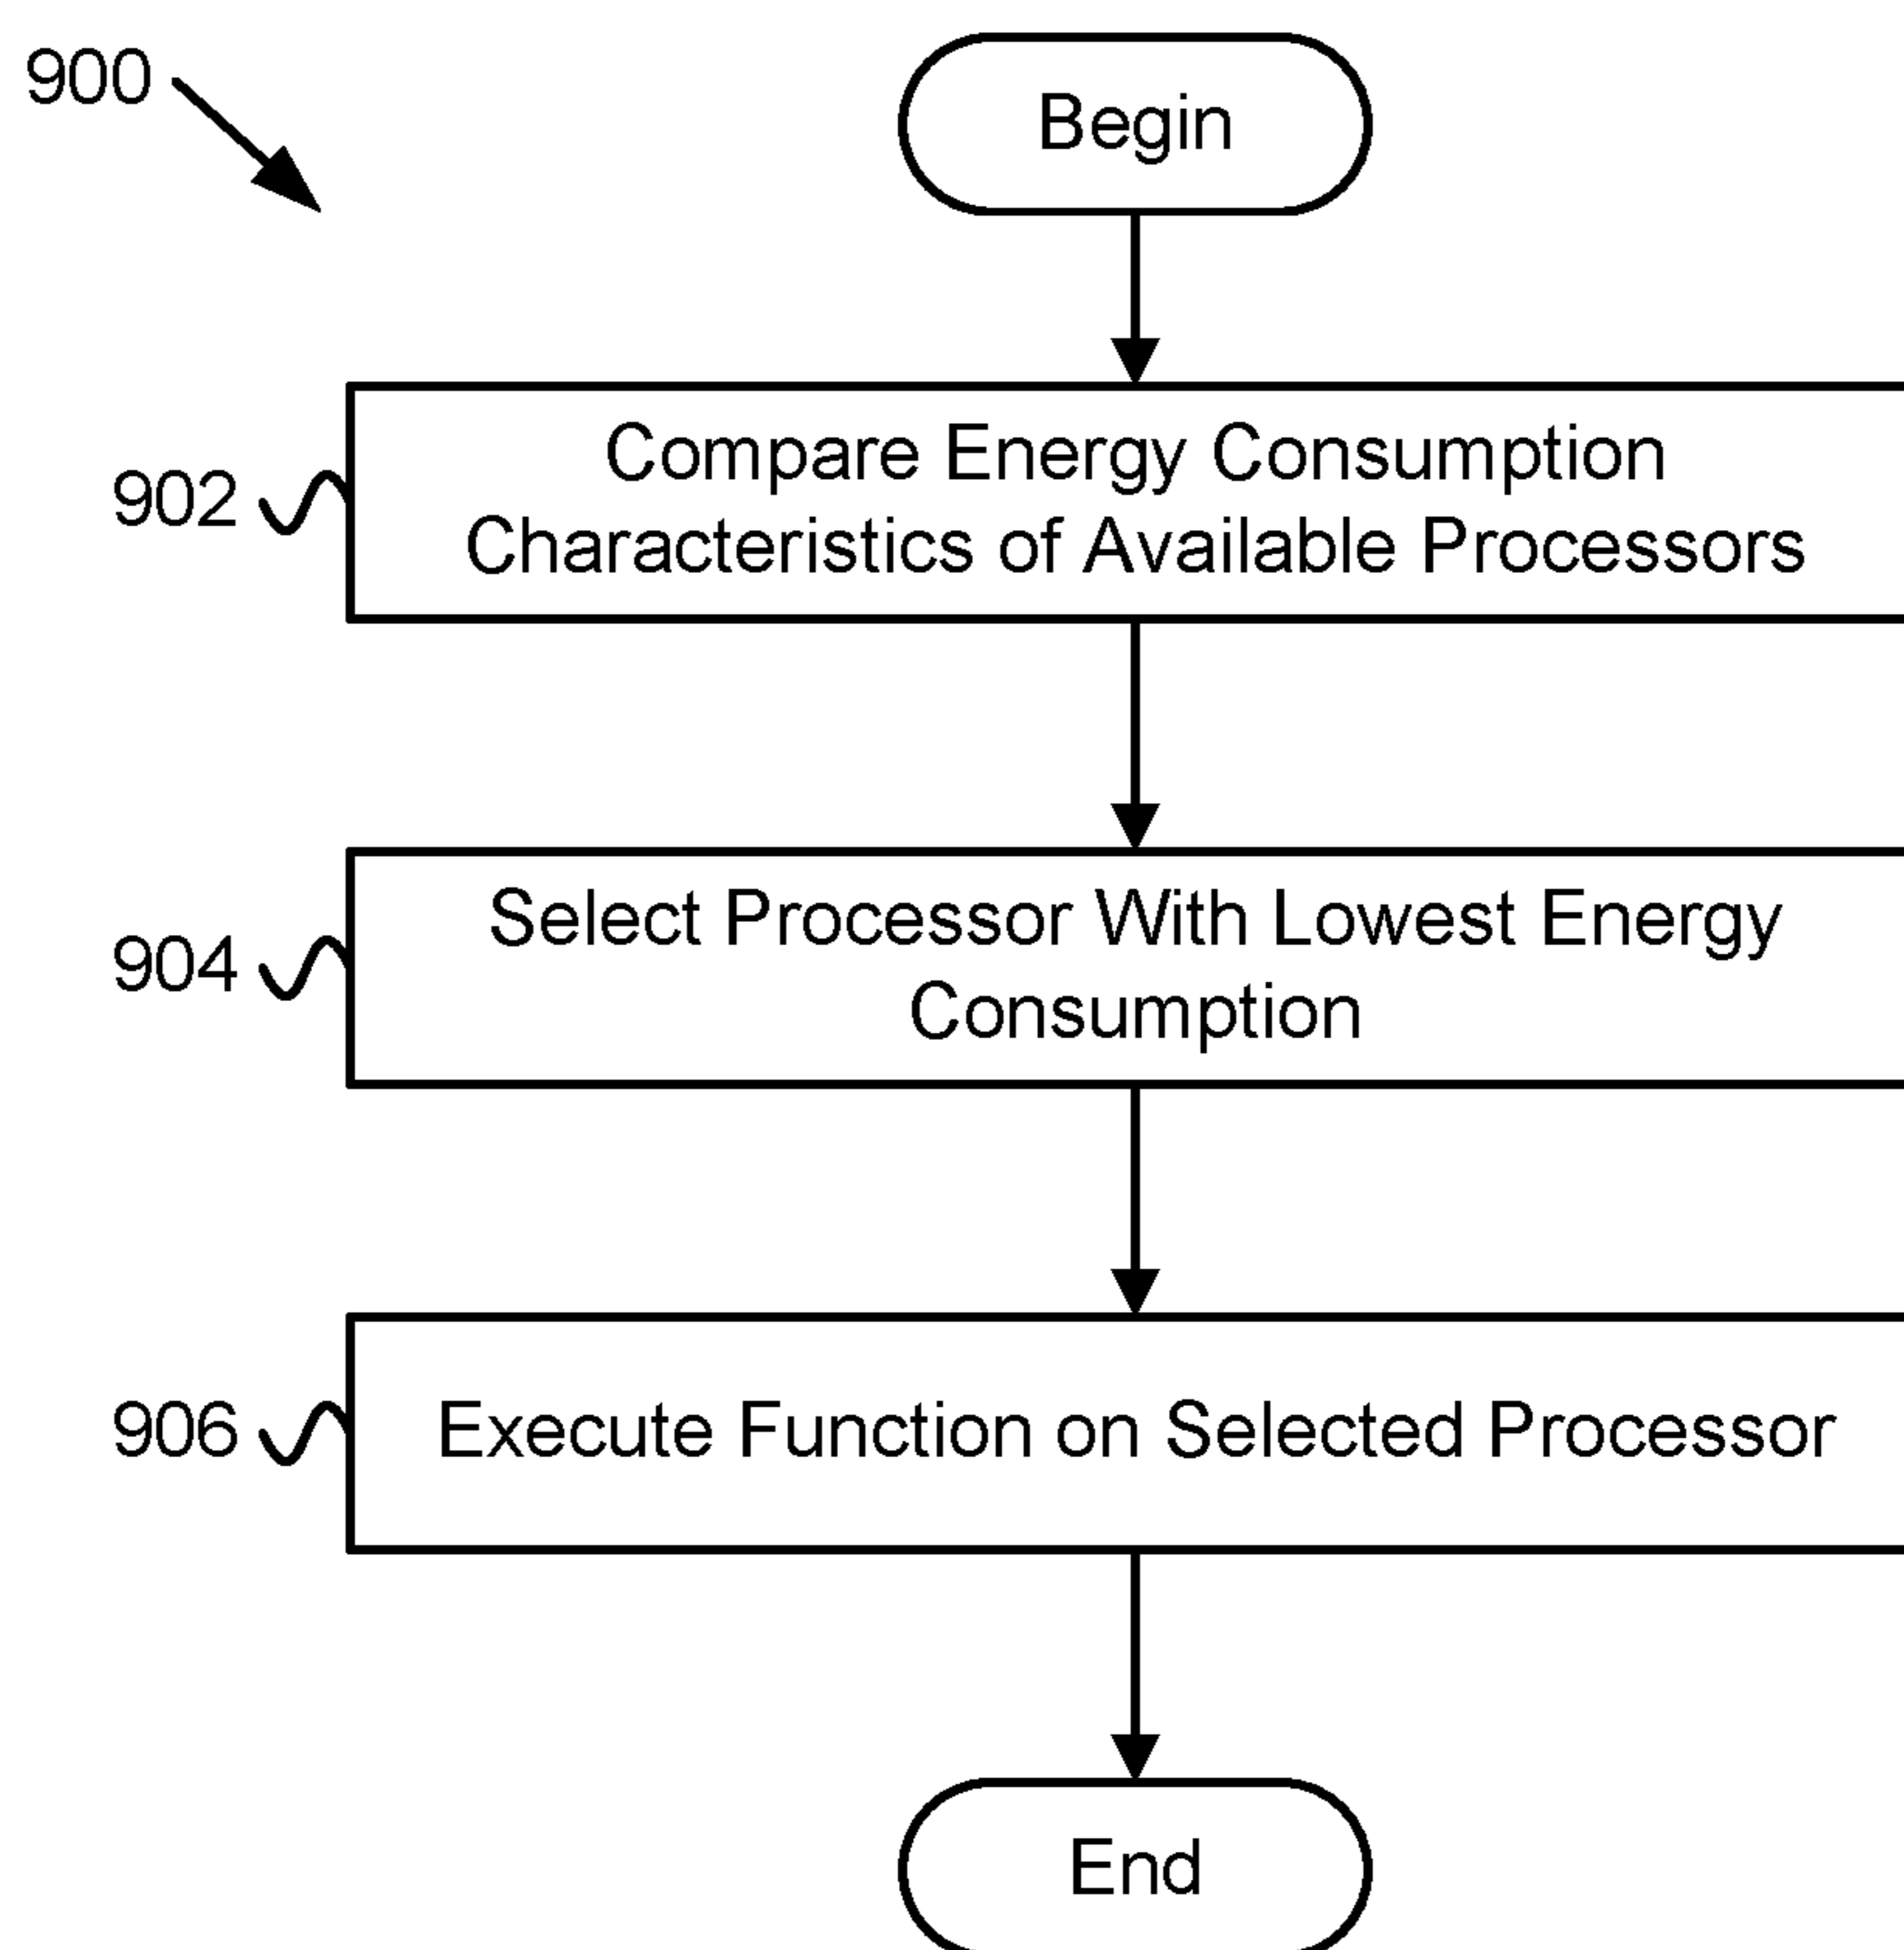 900
Begin
902
Compare Energy Consumption
Characteristics of Available Processors
904
Select Processor With Lowest Energy
Consumption
906
Execute Function on Selected Processor
End